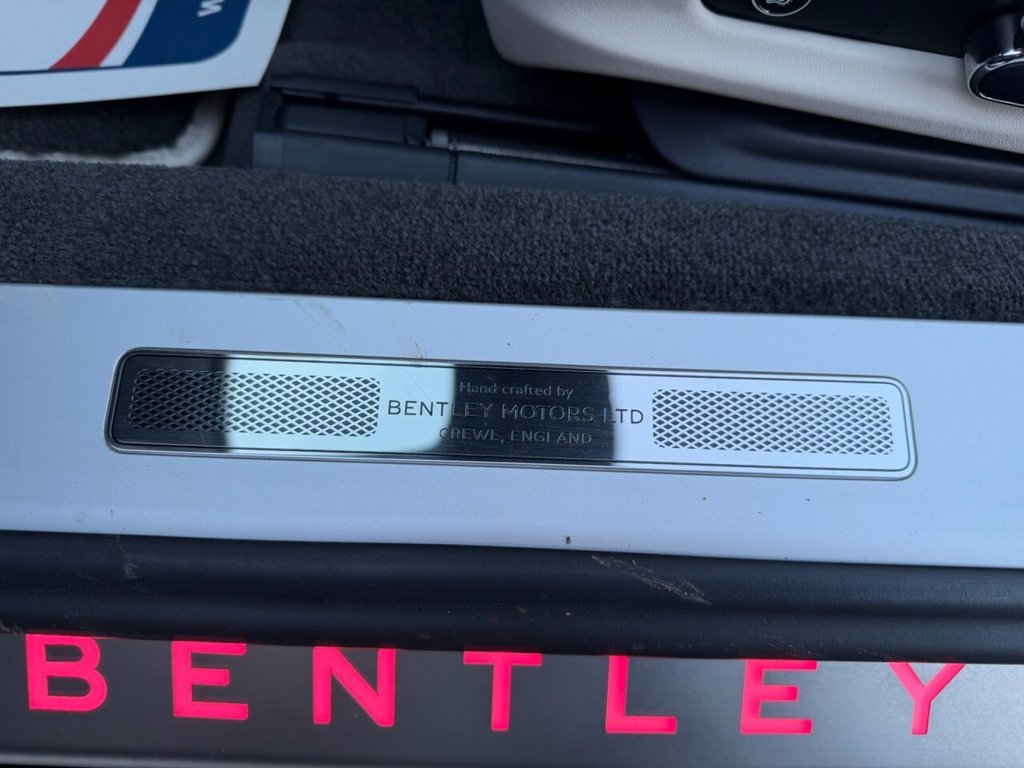 M
Hand crafted by
BENTLEY MOTORS LTD
CREWE, ENGLAND
BENTLEY